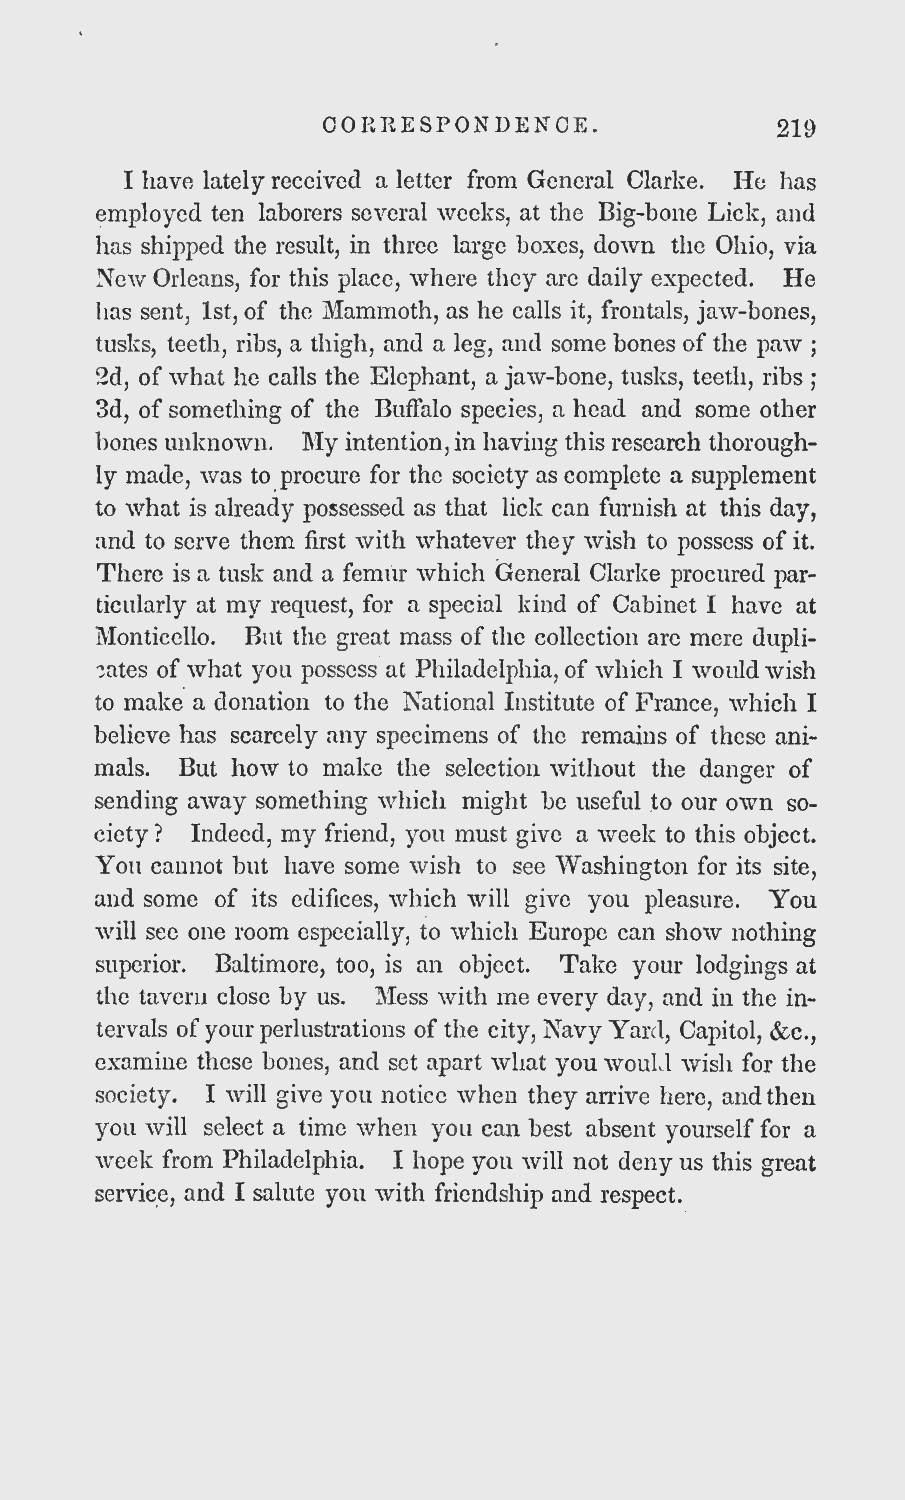 CORRESPONDENCE. 219
I have lately received a letter from General Clarke. He has
employed ten laborers several weeks, at the Big-bone Lick, and
has shipped the result, in three large boxes, down the Ohio, via
New Orleans, for this place, where they are daily expected. He
has sent, 1st, of the Mammoth, as he calls it, frontals, jaw-bones,
tusks, teeth, ribs, a thigh, and a leg, and some bones of the paw ;
2d, of what he calls the Elephant, a jaw-bone, tusks, teeth, ribs ;
3d, of something of the Buffalo species, a head and some other
bones unknown. My intention, in having this research thorough-
ly made, was to procure for the society as complete a supplement
to what is already possessed as that lick can furnish at this day,
and to serve them first with whatever they wish to possess of it.
There is a tusk and a femur which General Clarke procured par-
ticularly at my request, for a special kind of Cabinet I have at
Monticello. But the great mass of the collection are mere dupli-
cates of what you possess at Philadelphia, of which I would wish
to make a donation to the National Institute of France, which I
believe has scarcely any specimens of the remains of these ani-
mals. But how to make the selection without the danger of
sending away something which might be useful to our own so-
ciety ? Indeed, my friend, you must give a week to this object.
You cannot but have some wish to see Washington for its site,
and some of its edifices, which will give you pleasure. You
will see one room especially, to which Europe can show nothing
superior. Baltimore, too, is an object. Take your lodgings at
the tavern close by us. Mess with me every day, and in the in-
tervals of your perlustrations of the city, Navy Yard, Capitol, &c.,
examine these bones, and set apart what you would wish for the
society. I will give you notice when they arrive here, and then
you will select a time when you can best absent yourself for a
week from Philadelphia. I hope you will not deny us this great
service, and I salute you with friendship and respect.